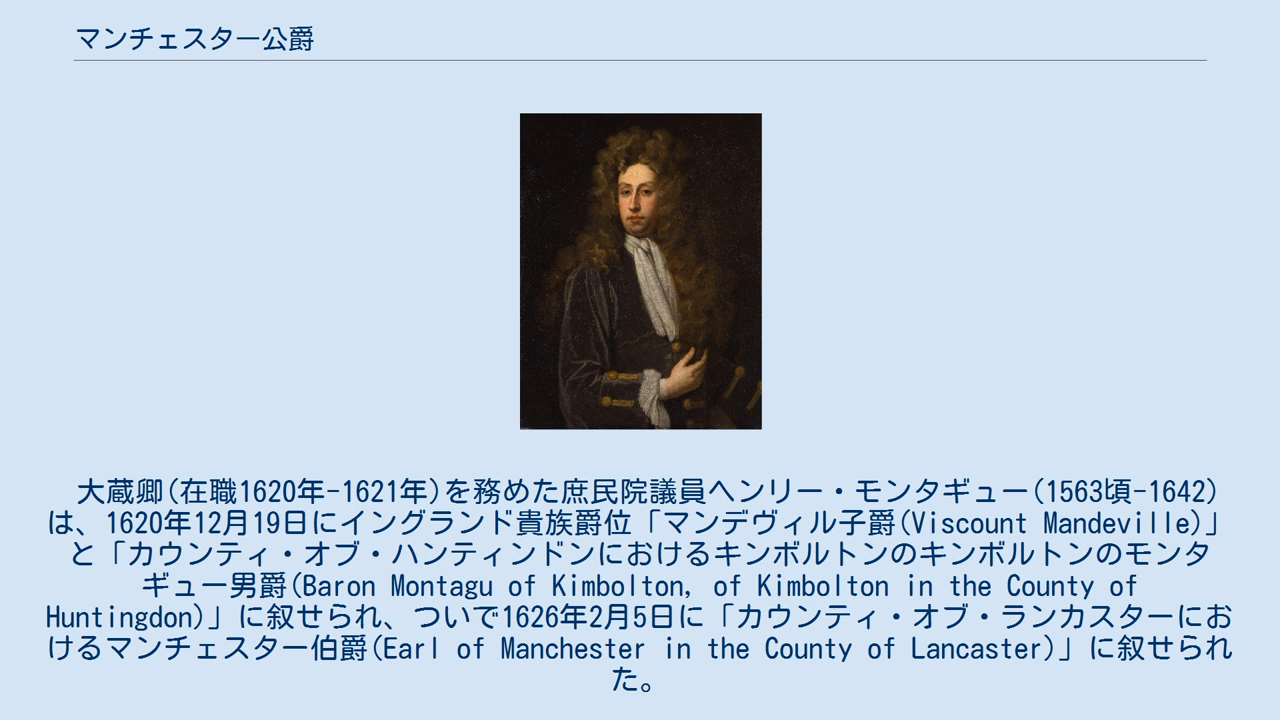 マンチェスター公爵
大蔵卿(在職1620年-1621年)を務めた庶民院議員ヘンリー・モンタギュー(1563頃-1642)
は、1620年12月19日にイングランド貴族爵位「マンデヴィル子爵(Viscount Mandeville)」
と「カウンティ・オブ・ハンティンドンにおけるキンボルトンのキンボルトンのモンタ
ギュー男爵(Baron Montagu of Kimbolton, of Kimbolton in the County of
Huntingdon)」に叙せられ、ついで1626年2月5日に「カウンティ・オブ・ランカスターにお
けるマンチェスター伯爵(Earl of Manchester in the County of Lancaster)」に叙せられ
た。